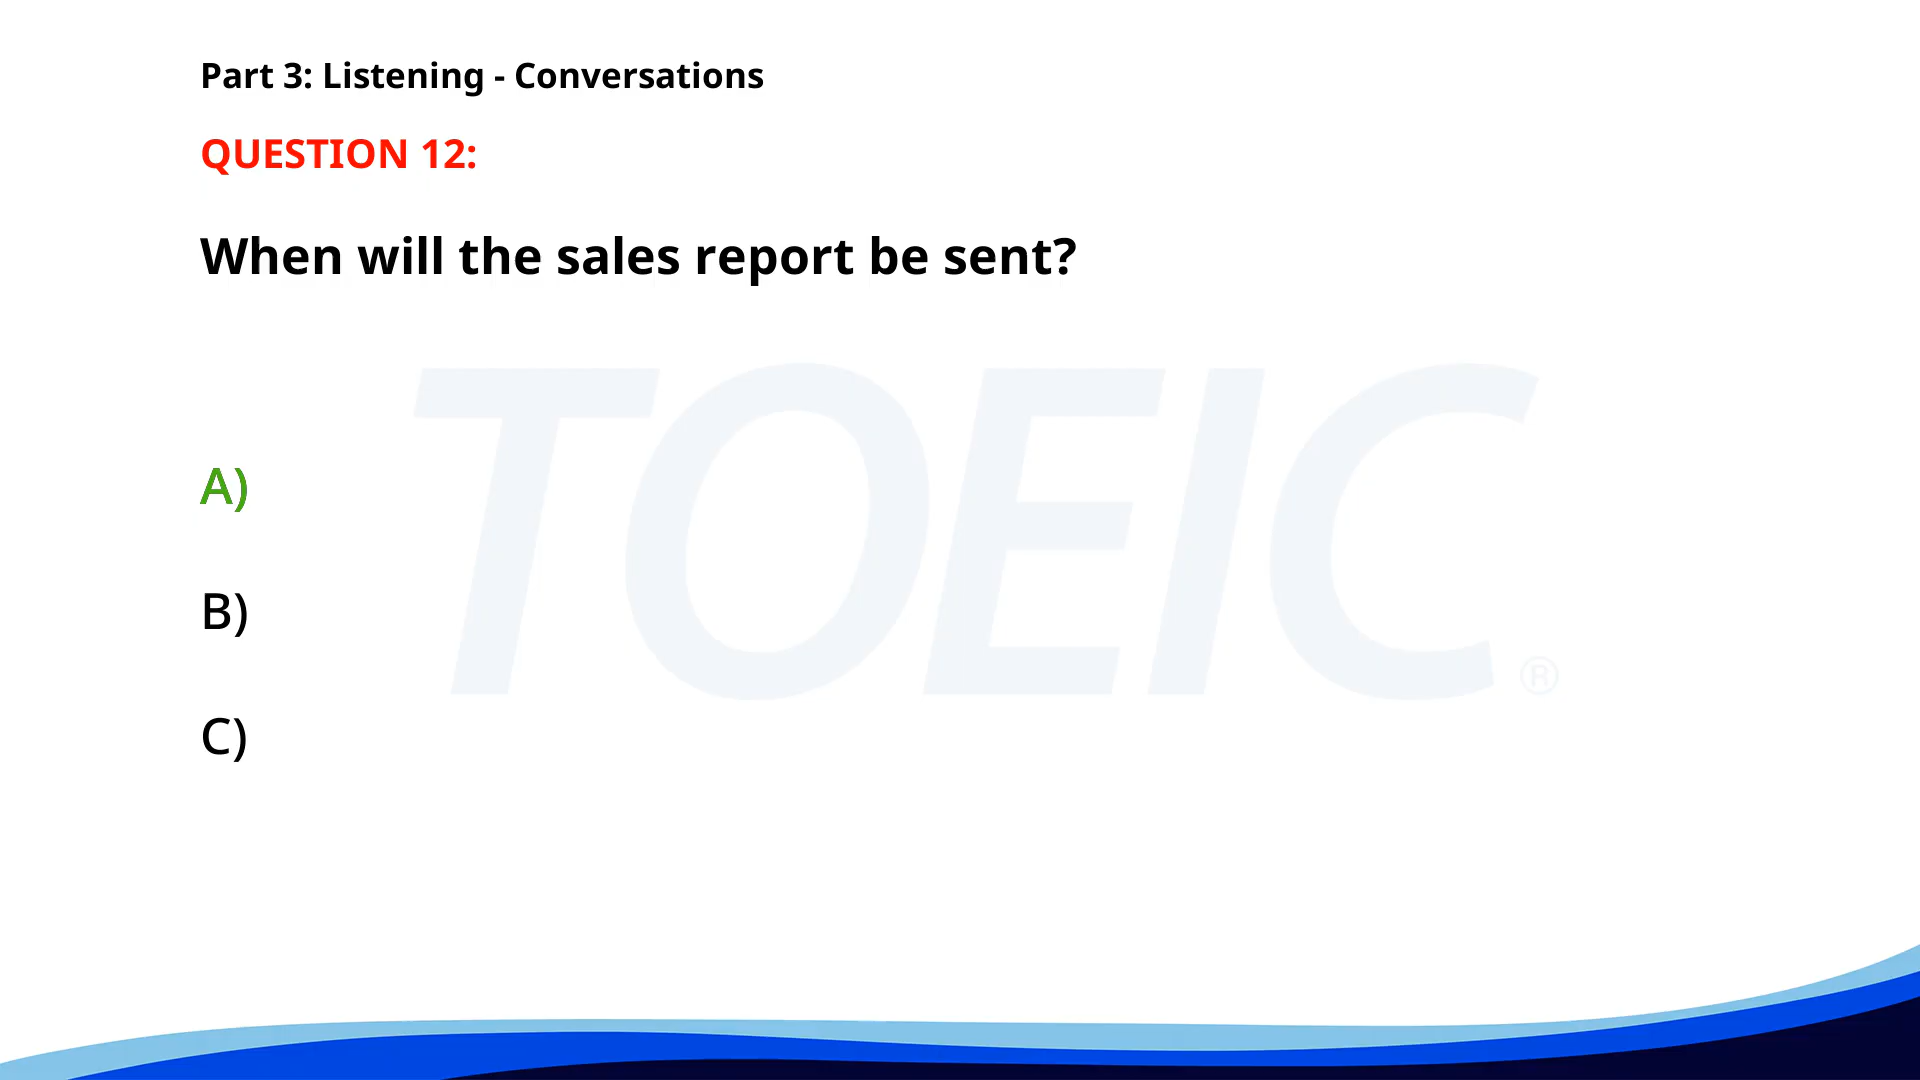 Part 3: Listening - Conversations
QUESTION 12:
When will the sales report be sent?
TOEIC®
A)
B)
C)